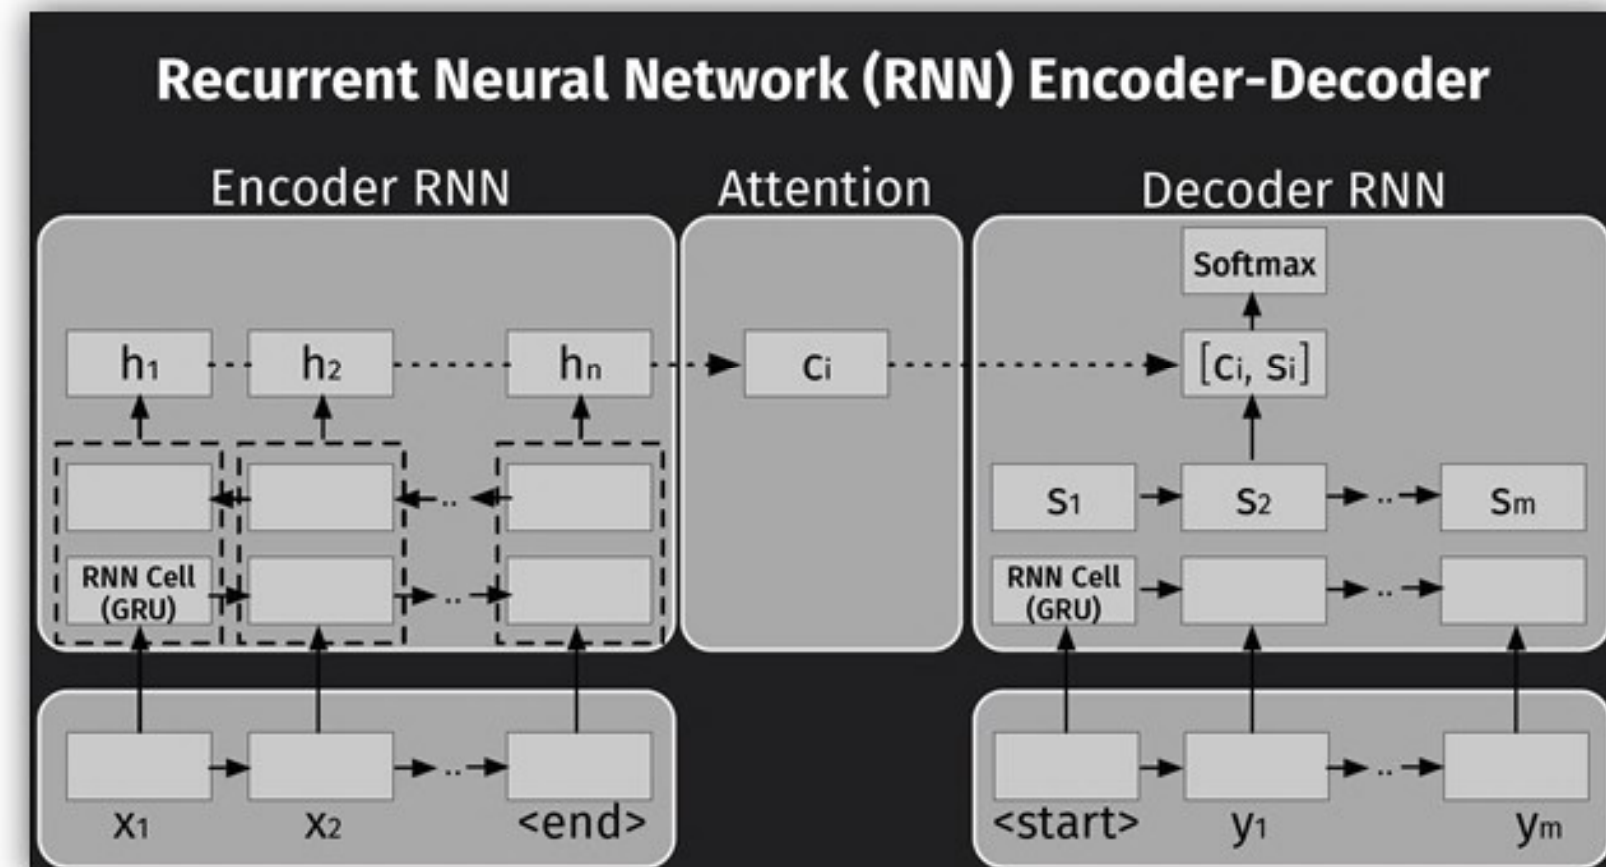 Recurrent Neural Network (RNN) Encoder-Decoder
Encoder RNN
Attention
Decoder RNN
Softmax
h1
h2
hn
ci
[ci, si]
s1
s2
..
sm
..
RNN Cell
(GRU)
..
RNN Cell
(GRU)
..
..
..
x1
x2
<end>
<start>
y1
ym